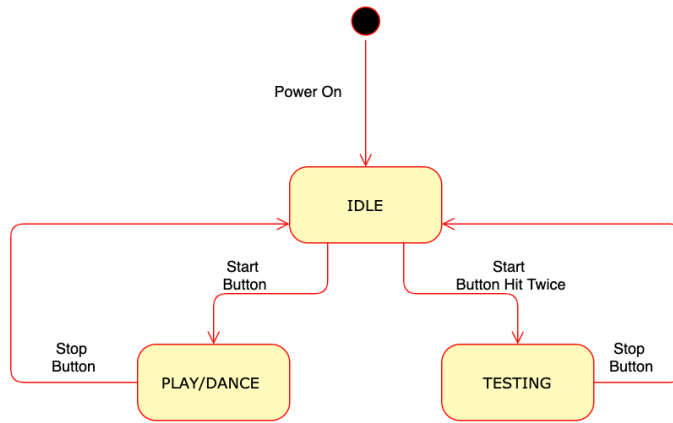 Power On
IDLE
Start
Button
Start
Button Hit Twice
Stop
Button
PLAY/DANCE
TESTING
Stop
Button